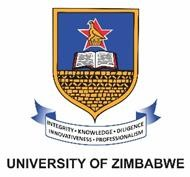 INTEGRITY • KNOWLEDGE • DILIGENCE
INNOVATIVENESS • PROFESSIONALISM
UNIVERSITY OF ZIMBABWE